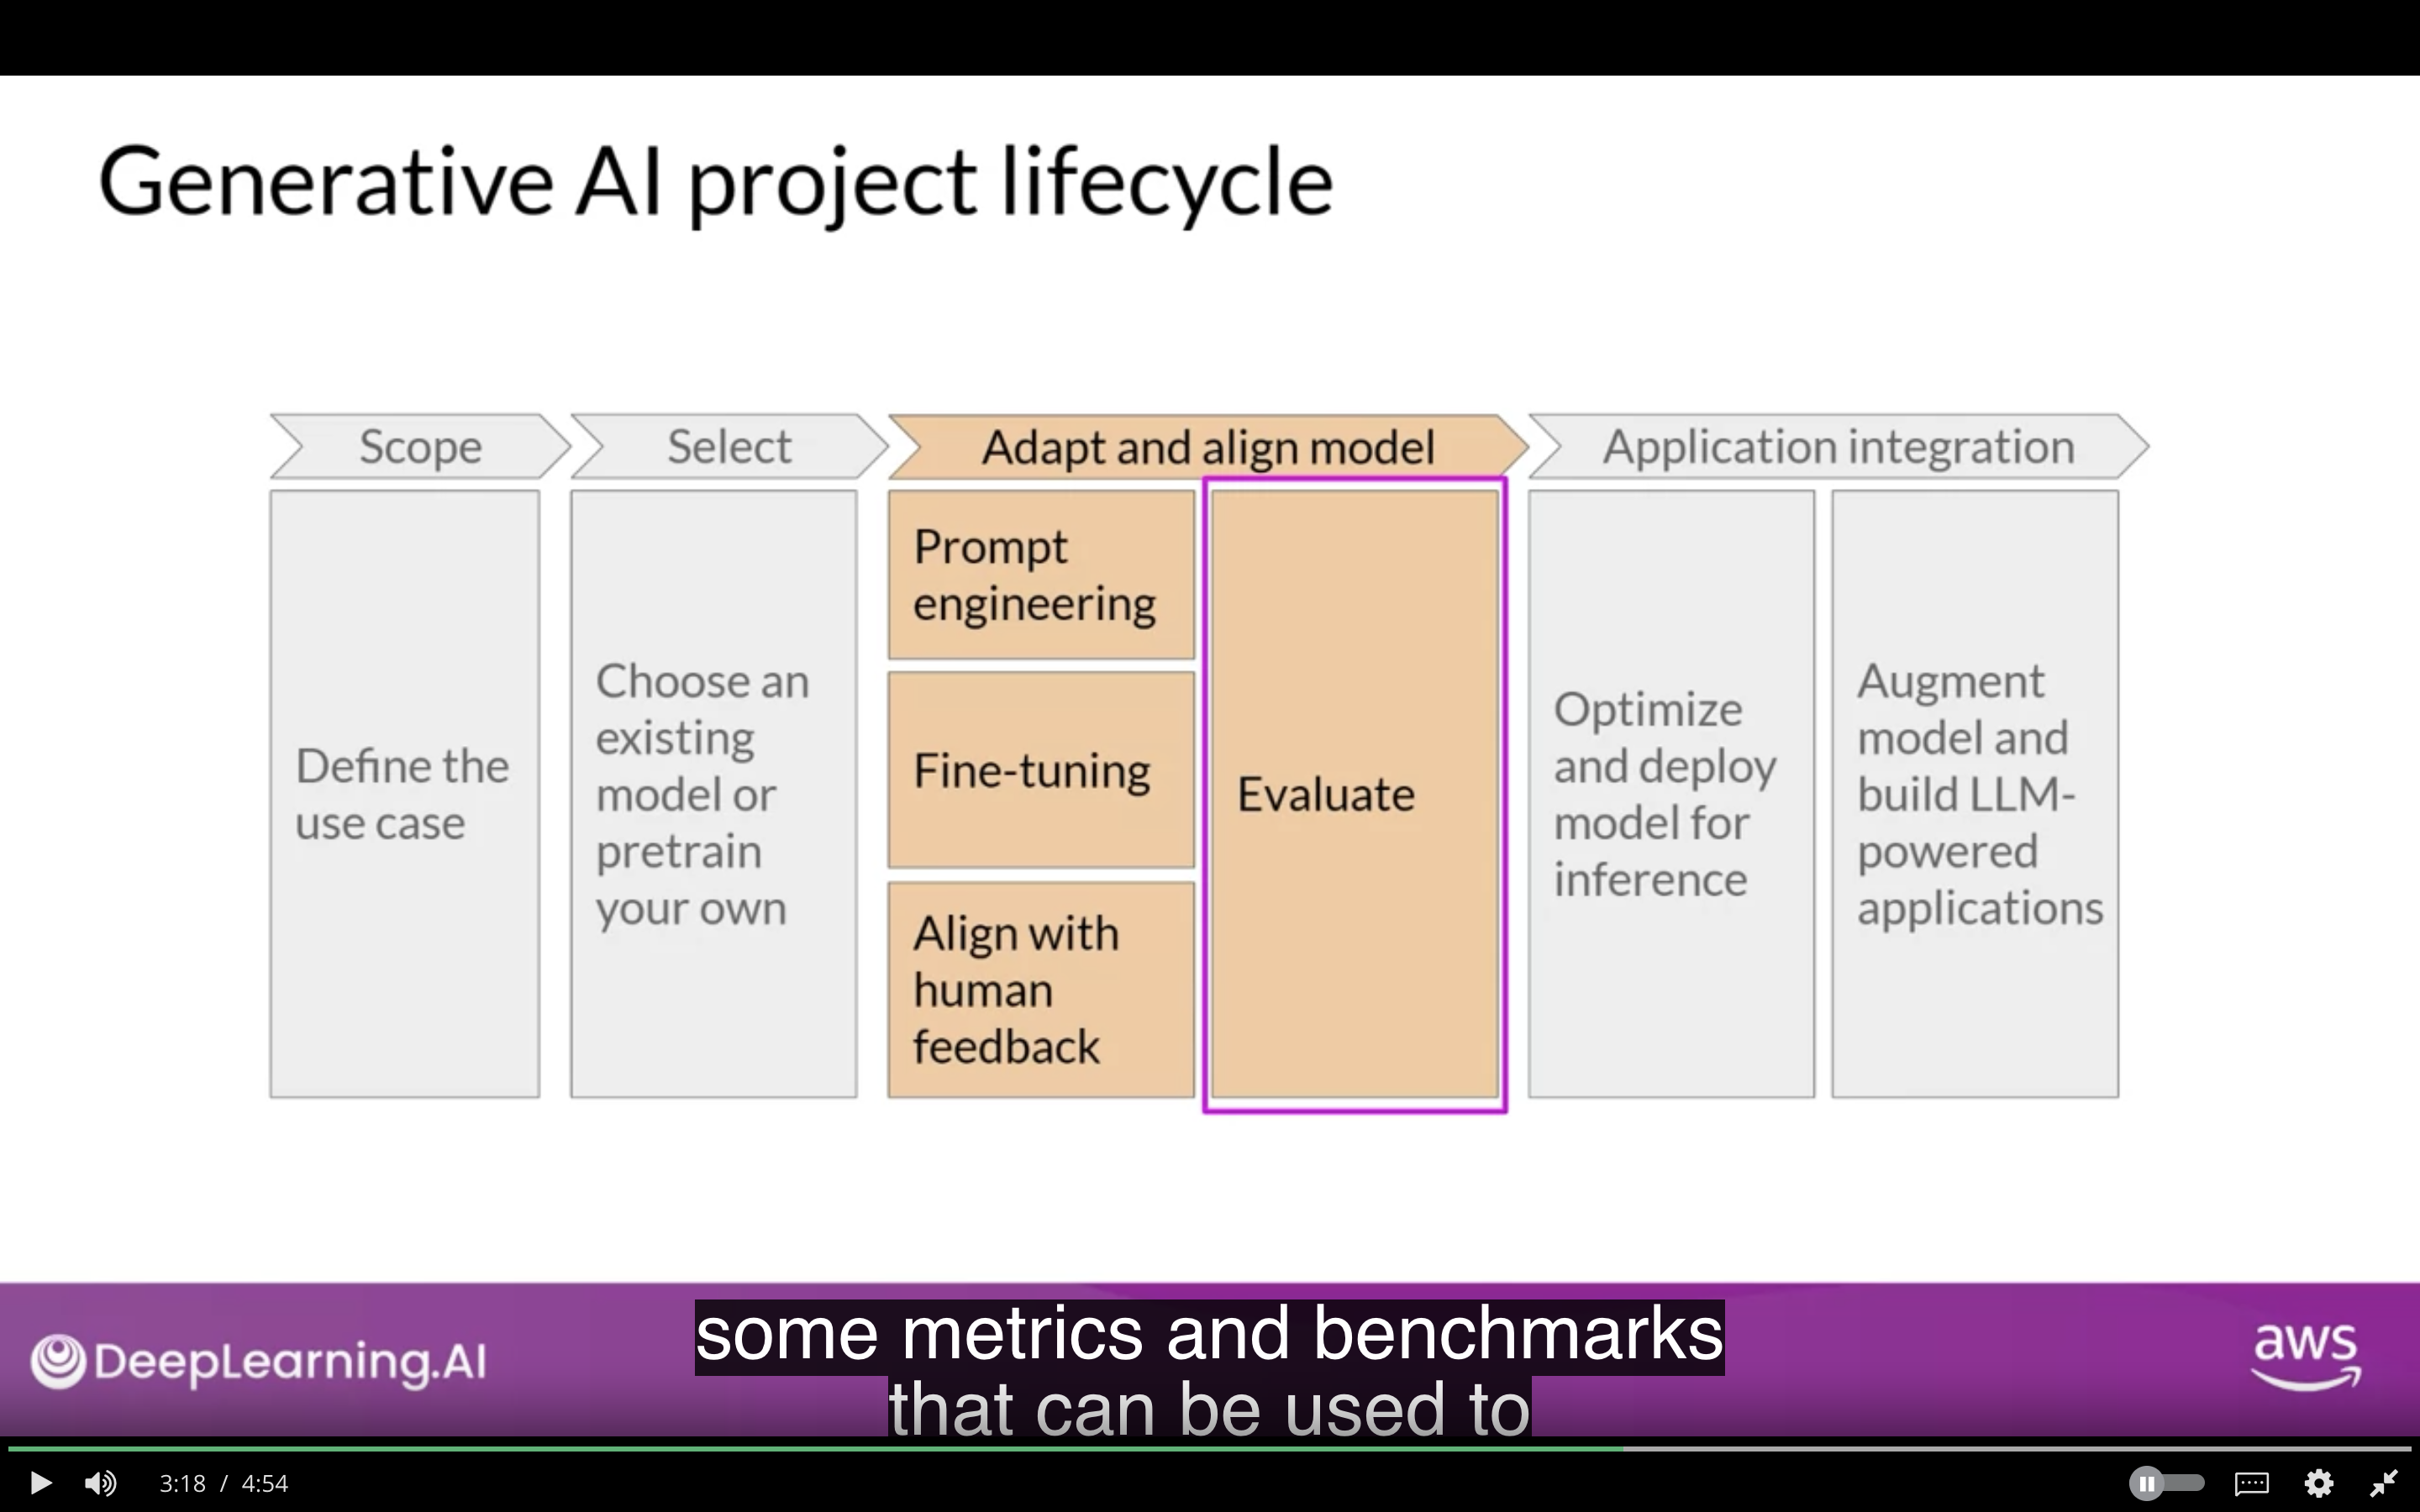 Generative AI project lifecycle
Scope
Select
Adapt and align model
Application integration
Define the
use case
Choose an
existing
model or
pretrain
your own
Prompt
engineering
Fine-tuning
Align with
human
feedback
Evaluate
Optimize
and deploy
model for
inference
Augment
model and
build LLM-
powered
applications
DeepLearning.AI
some metrics and benchmarks
that can be used to
aws
3:18 / 4:54